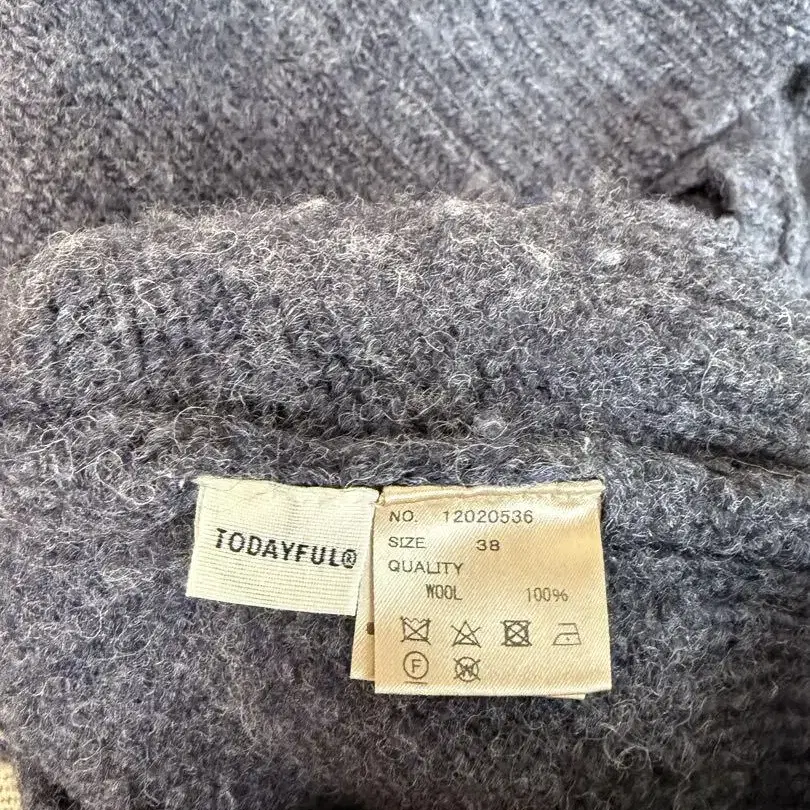 TODAYFUL®
NO. 12020536
SIZE 38
QUALITY
WOOL 100%
F W